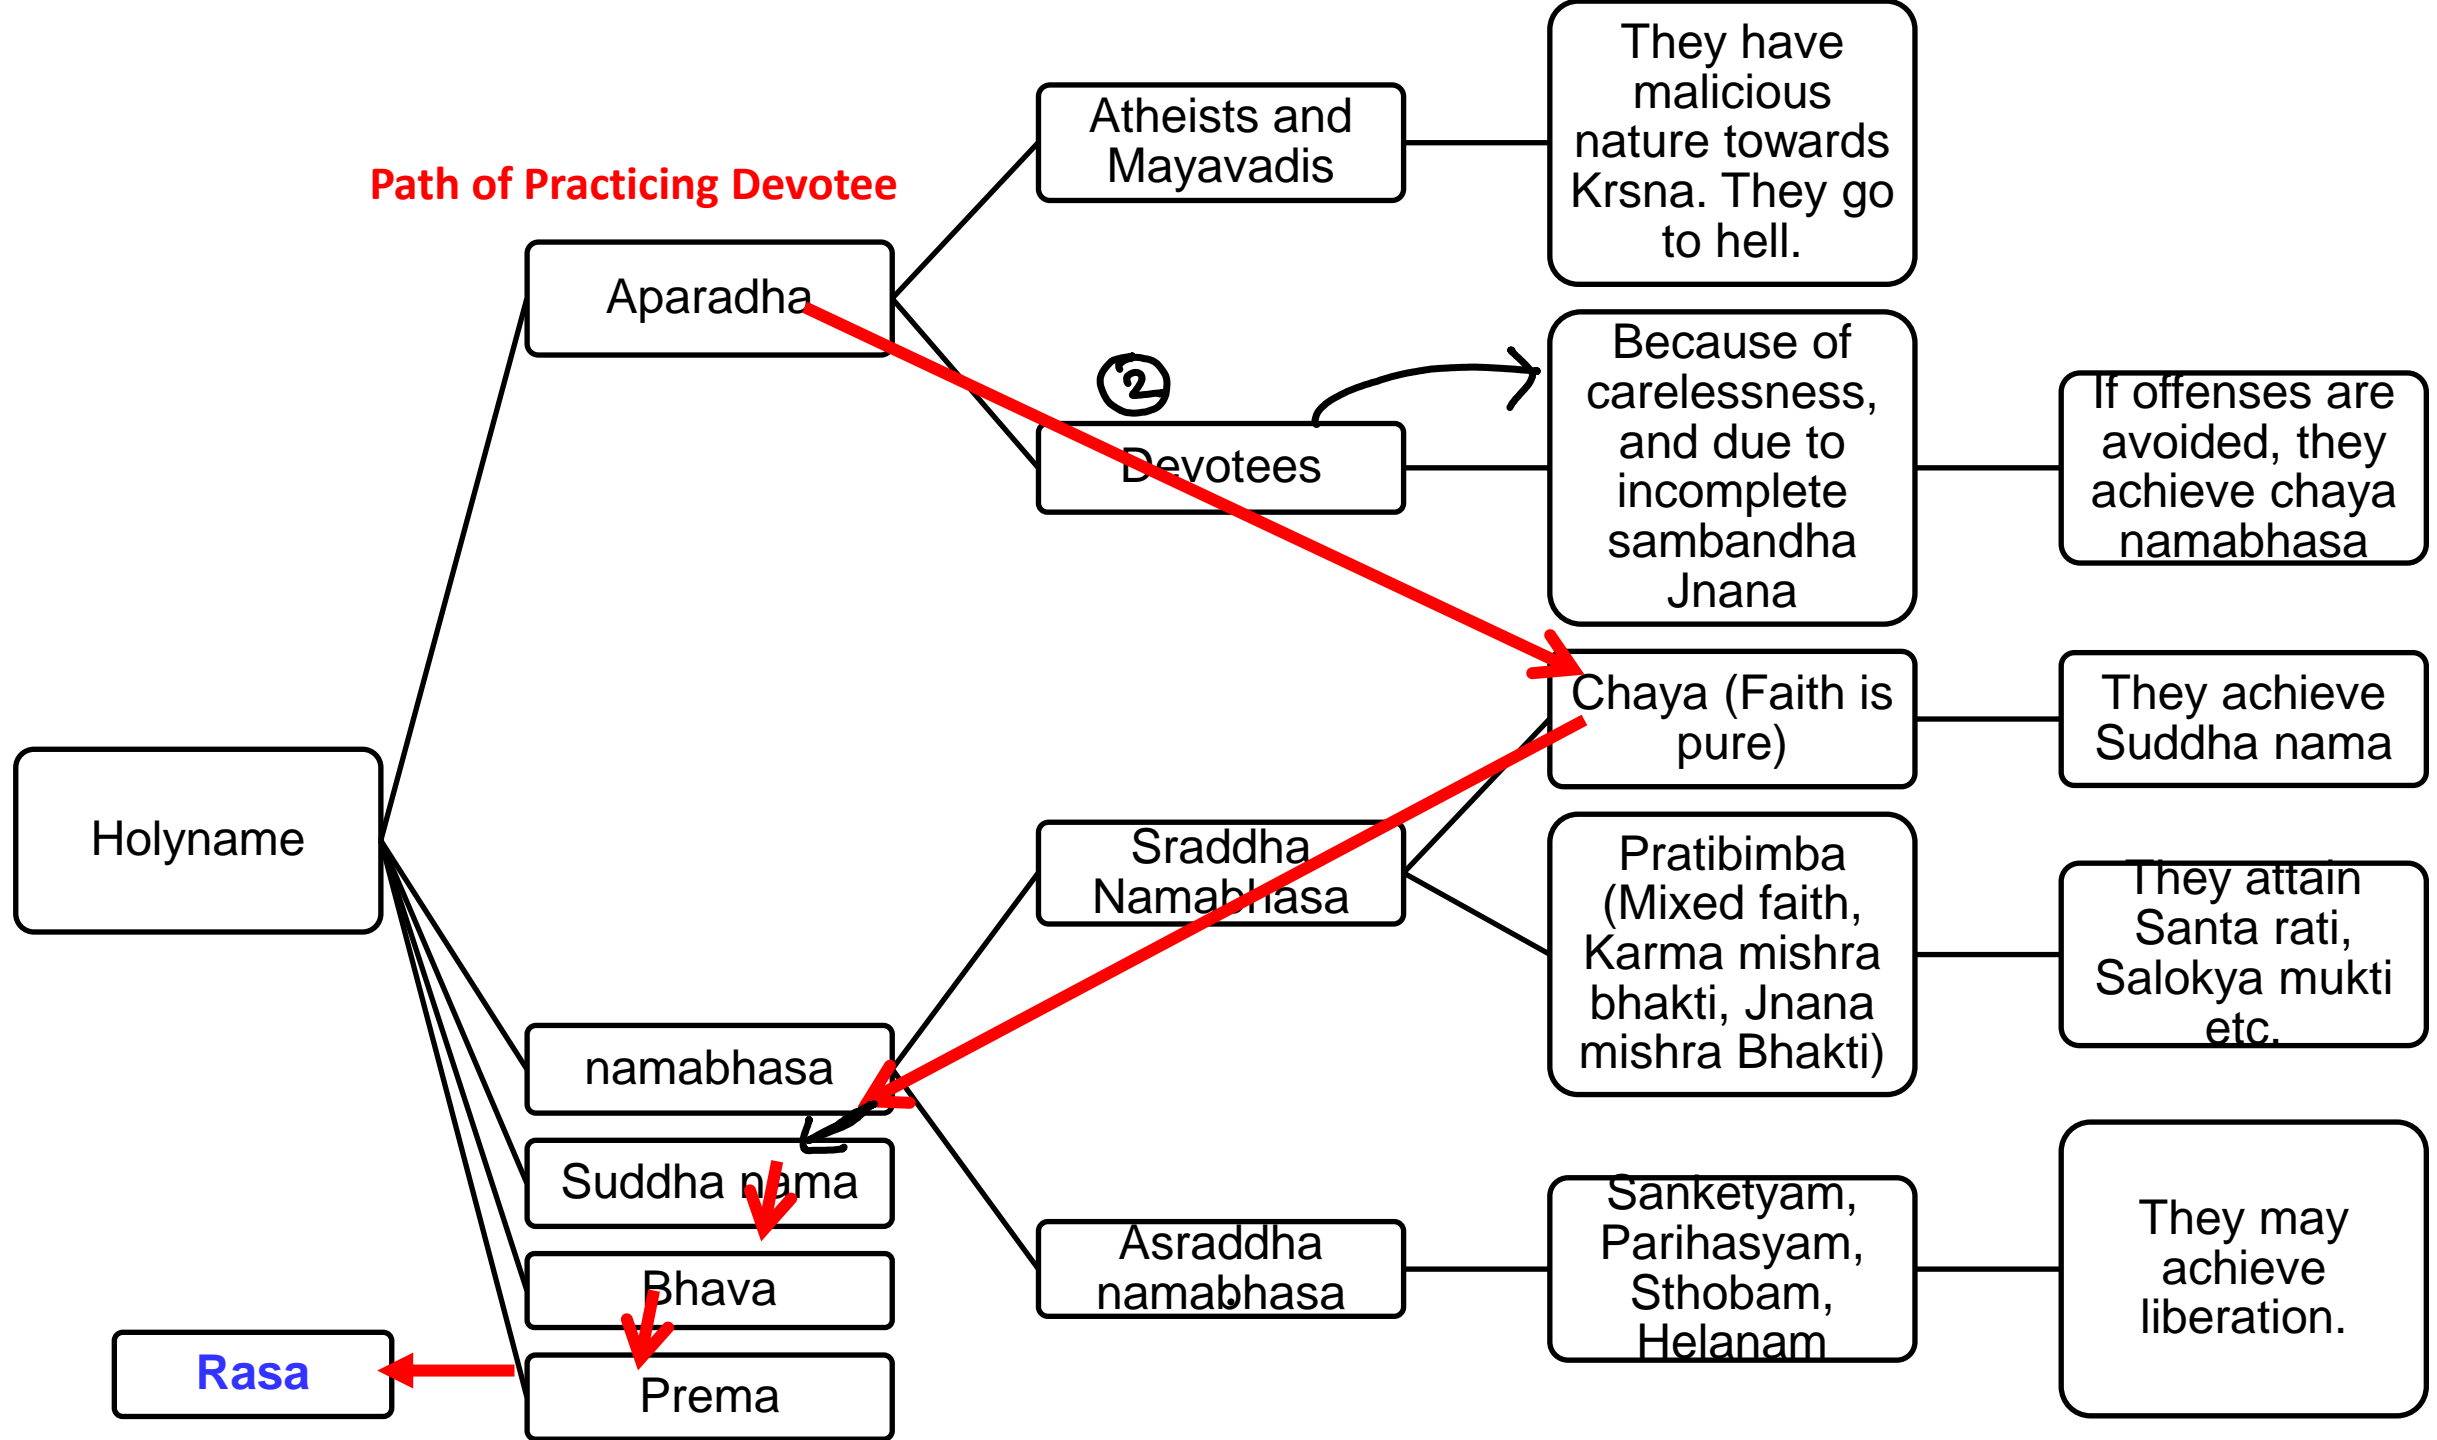 Path of Practicing Devotee
Holyname
Aparadha
Atheists and
Mayavadis
They have
malicious
nature towards
Krsna. They go
to hell.
2
Devotees
Because of
carelessness,
and due to
incomplete
sambandha
Jnana
If offenses are
avoided, they
achieve chaya
namabhasa
namabhasa
Sraddha
Namabhasa
Chaya (Faith is
pure)
They achieve
Suddha nama
Pratibimba
(Mixed faith,
Karma mishra
bhakti, Jnana
mishra Bhakti)
They attain
Santa rati,
Salokya mukti
etc.
Asraddha
namabhasa
Sanketyam,
Parihasyam,
Sthobam,
Helanam
They may
achieve
liberation.
Suddha nama
Bhava
Prema
Rasa